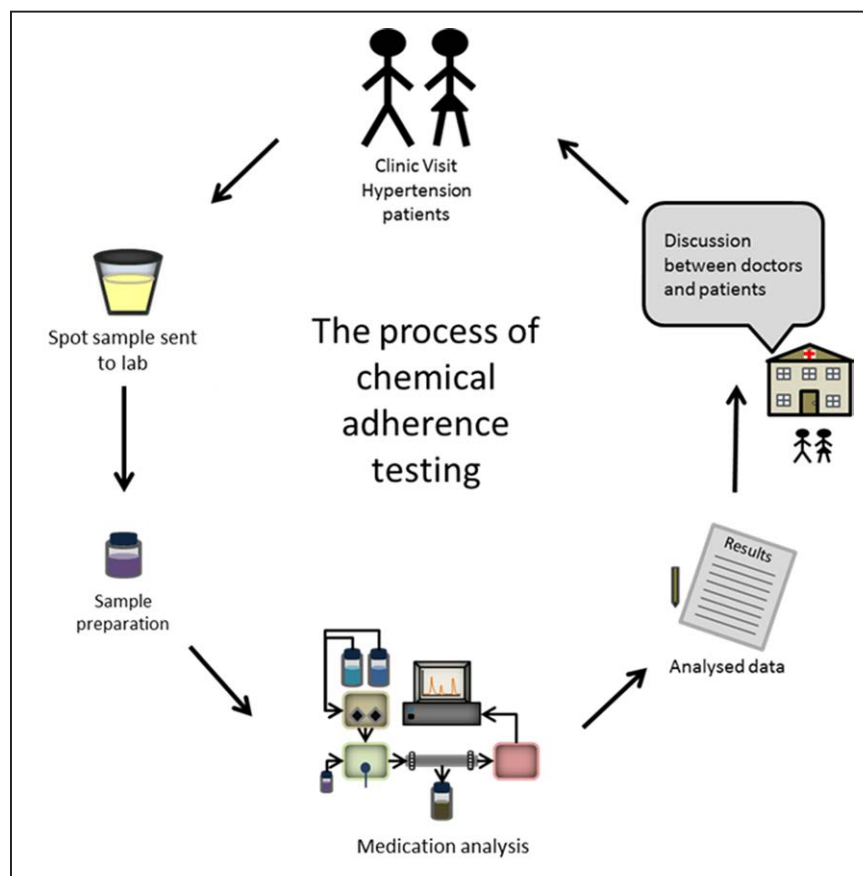 Clinic Visit
Hypertension
patients
Spot sample sent
to lab
Sample
preparation
Medication analysis
Results
Analysed data
Discussion
between doctors
and patients
The process of
chemical
adherence
testing